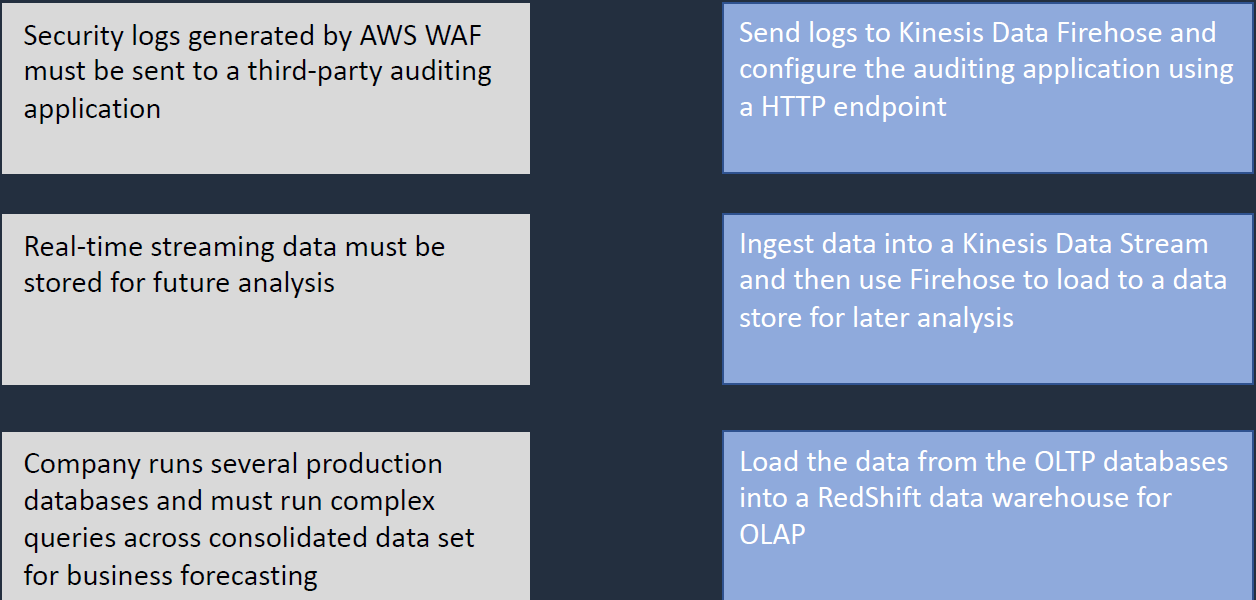 Security logs generated by AWS WAF
must be sent to a third-party auditing
application
Send logs to Kinesis Data Firehose and
configure the auditing application using
a HTTP endpoint
Real-time streaming data must be
stored for future analysis
Ingest data into a Kinesis Data Stream
and then use Firehose to load to a data
store for later analysis
Company runs several production
databases and must run complex
queries across consolidated data set
for business forecasting
Load the data from the OLTP databases
into a RedShift data warehouse for
OLAP